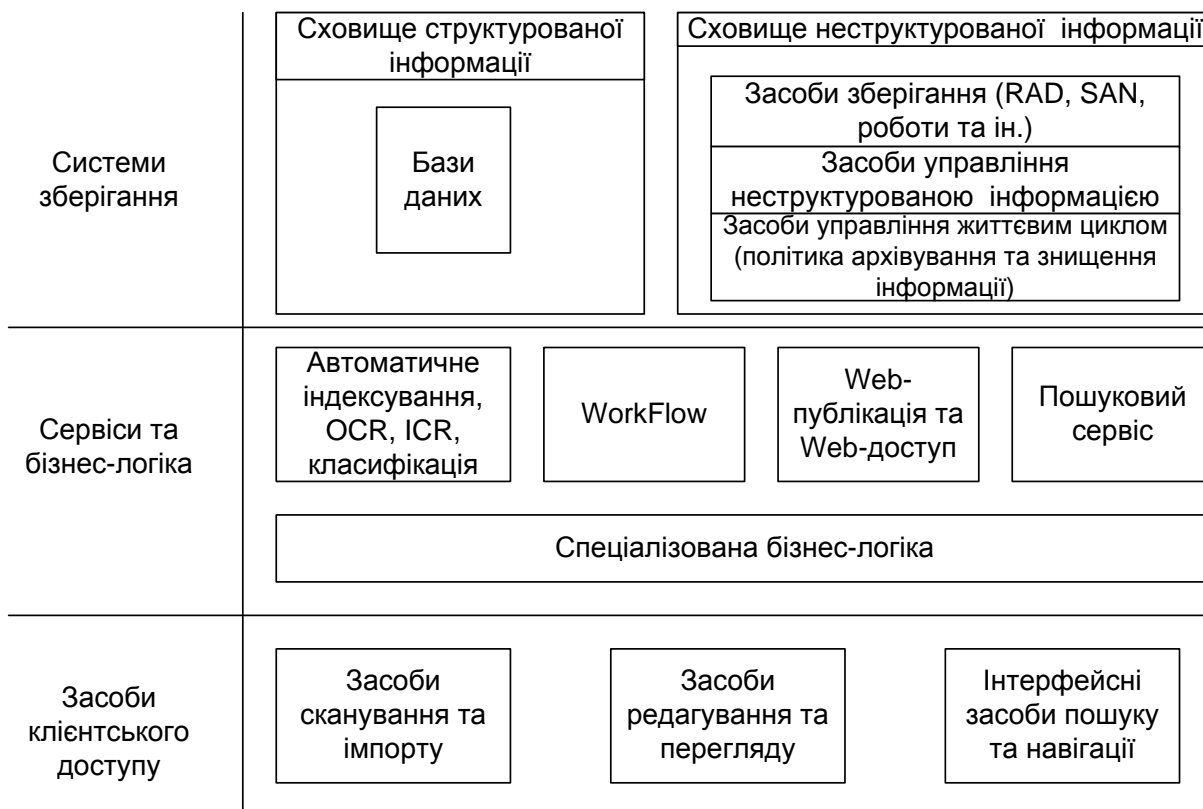 Сховище структурованої
інформації
Сховище неструктурованої інформації
Засоби зберігання (RAD, SAN,
роботи та ін.)
Бази
даних
Засоби управління
неструктурованою інформацією
Засоби управління життєвим циклом
(політика архівування та знищення
інформації)
Системи
зберігання
Автоматичне
індексування,
OCR, ICR,
класифікація
WorkFlow
Web-
публікація та
Web-доступ
Пошуковий
сервіс
Сервіси та
бізнес-логіка
Спеціалізована бізнес-логіка
Засоби
клієнтського
доступу
Засоби
сканування та
імпорту
Засоби
редагування та
перегляду
Інтерфейсні
засоби пошуку
та навігації